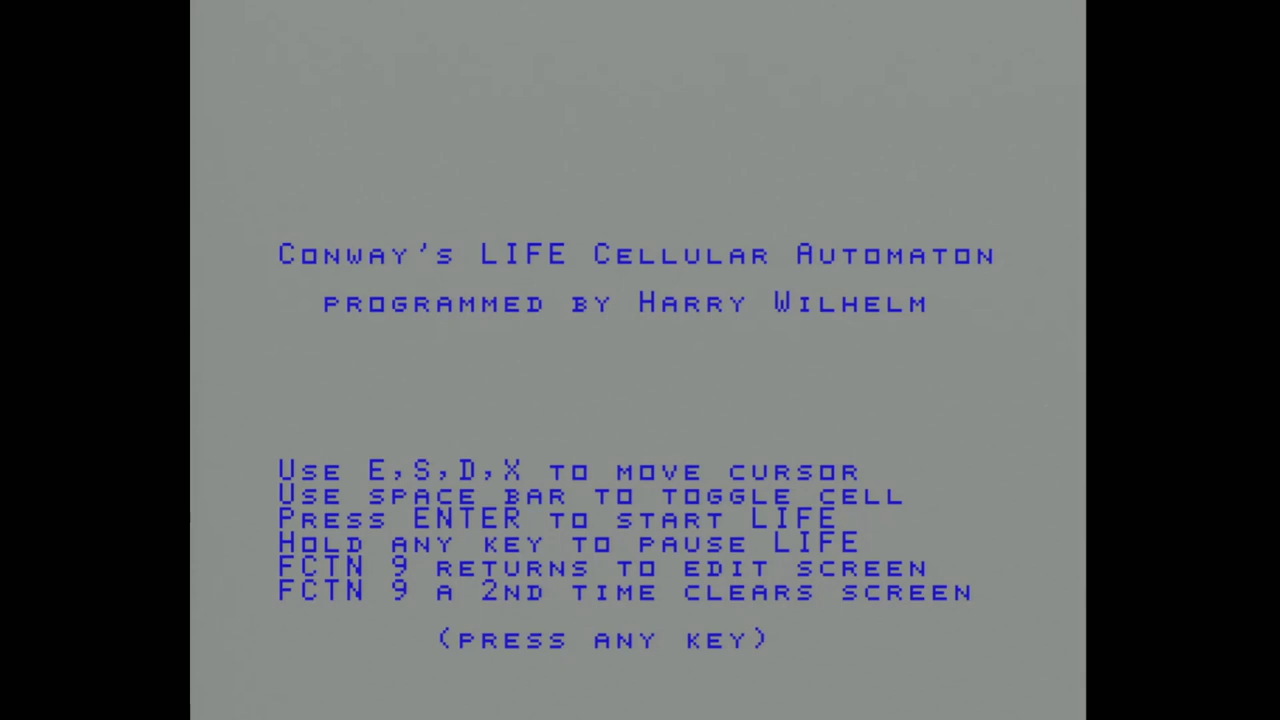 Conway's LIFE Cellular Automaton
programmed by Harry Wilhelm
Use E,S,D,X to move cursor
Use space bar to toggle cell
Press ENTER to start LIFE
Hold any key to pause LIFE
FCTN 9 returns to edit screen
FCTN 9 a 2nd time clears screen
(press any key)